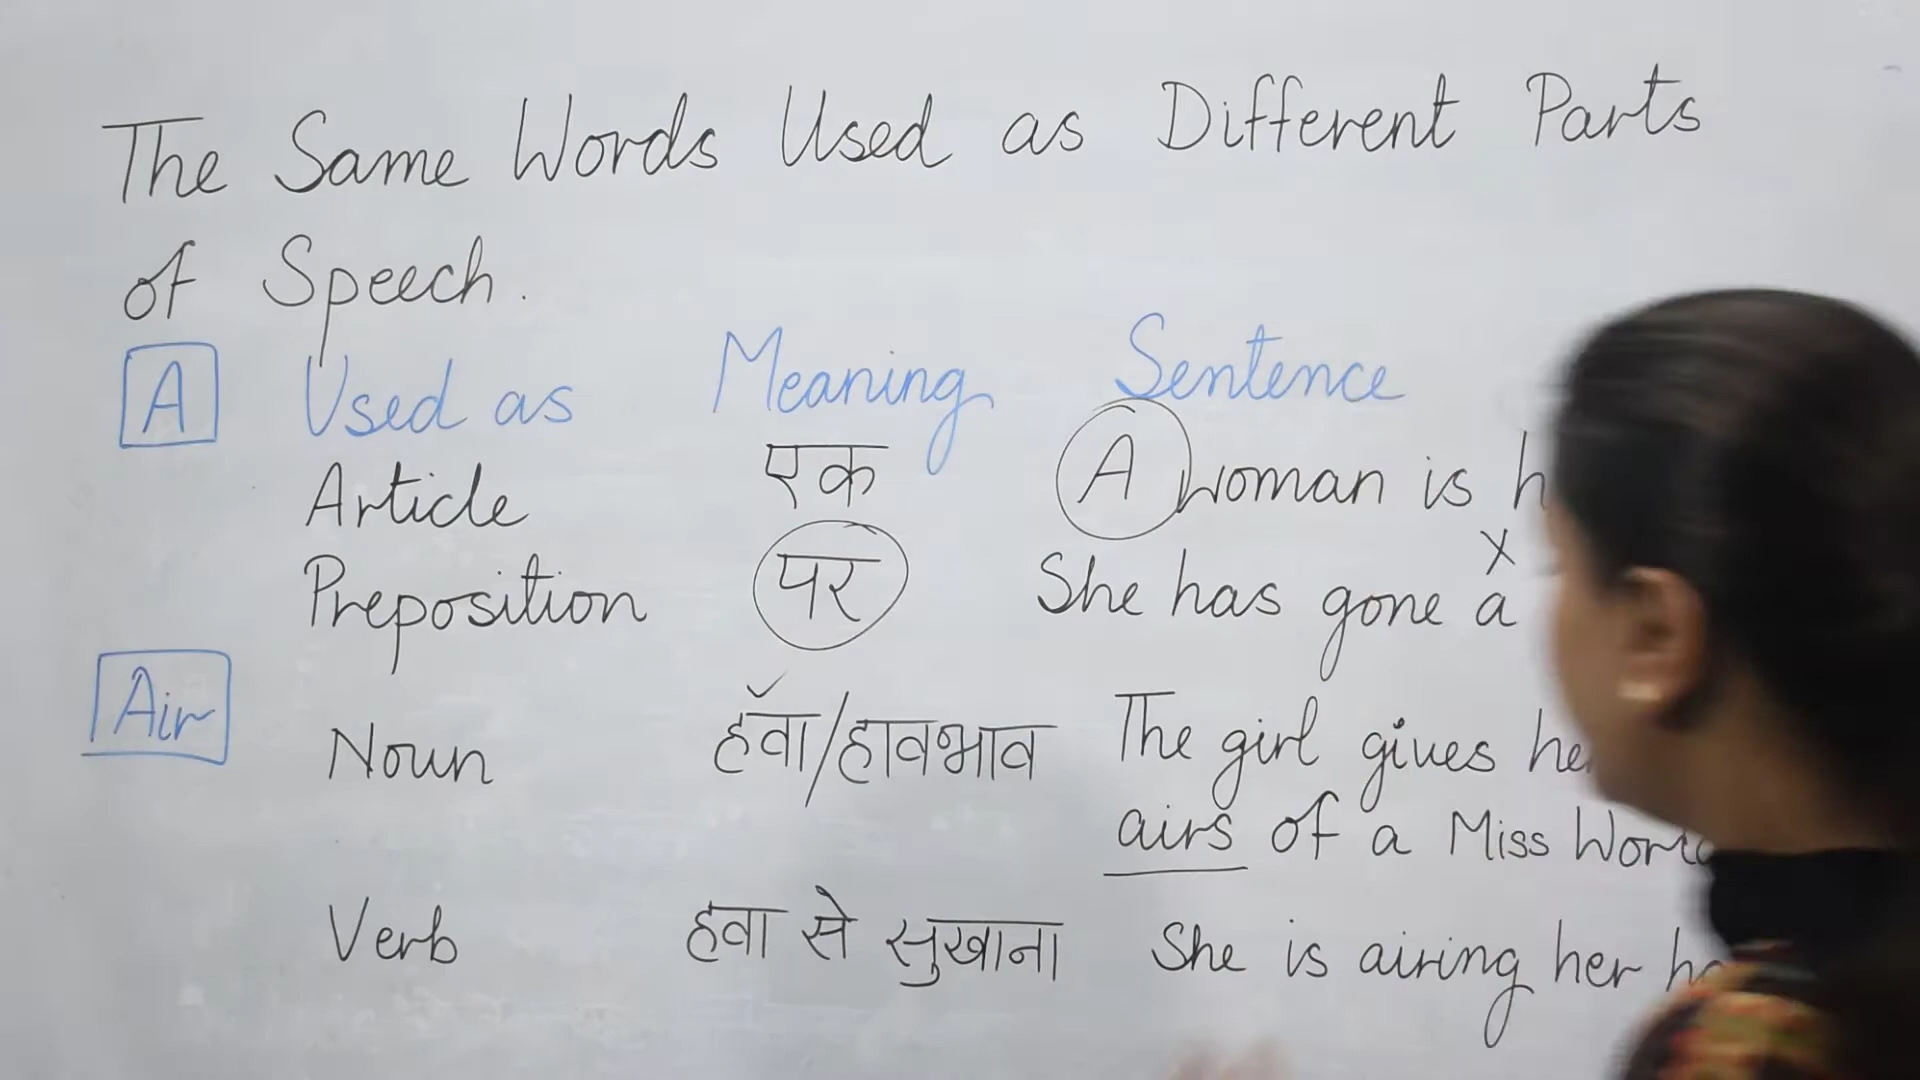 The Same Words Used as Different Parts
of Speech.
A Used as Meaning Sentence
Article एक A woman is
Preposition पर She has gone a
x
Air
Noun हवा/हावभाव The girl gives
airs of a Miss
Verb हवा से सुखाना She is airing her